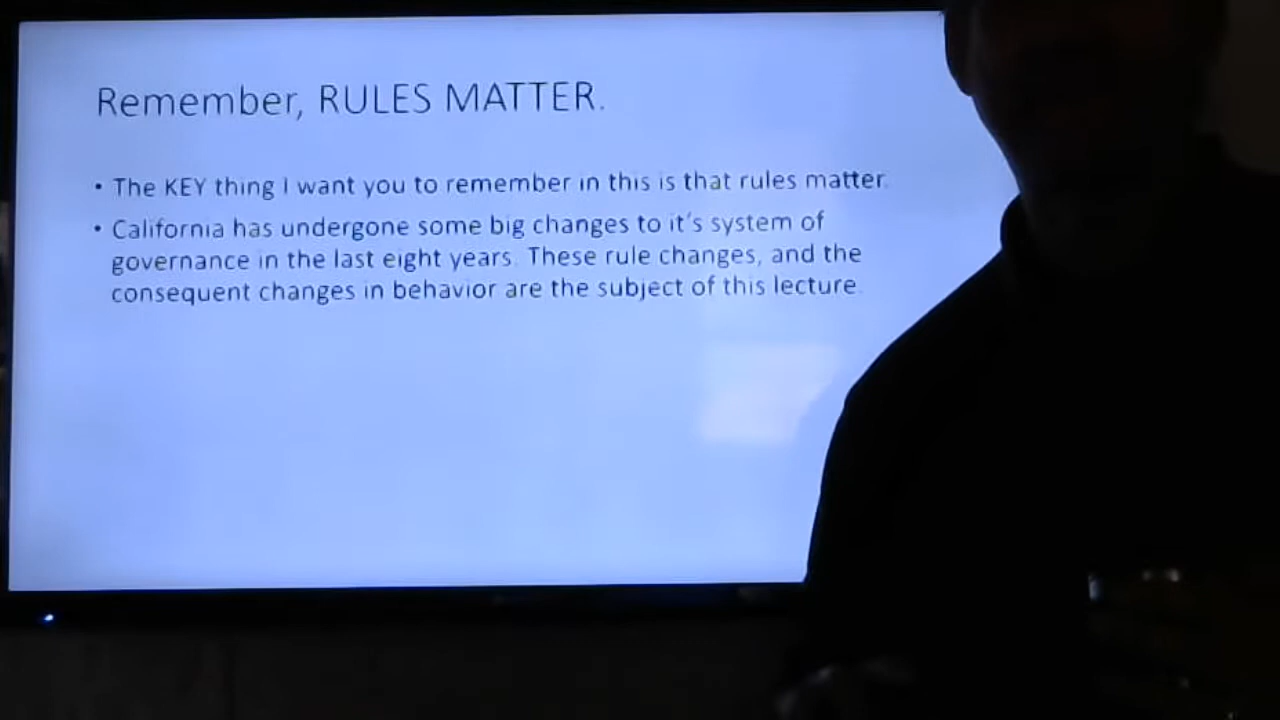 Remember, RULES MATTER.
• The KEY thing I want you to remember in this is that rules matter.
• California has undergone some big changes to it's system of
governance in the last eight years. These rule changes, and the
consequent changes in behavior are the subject of this lecture.